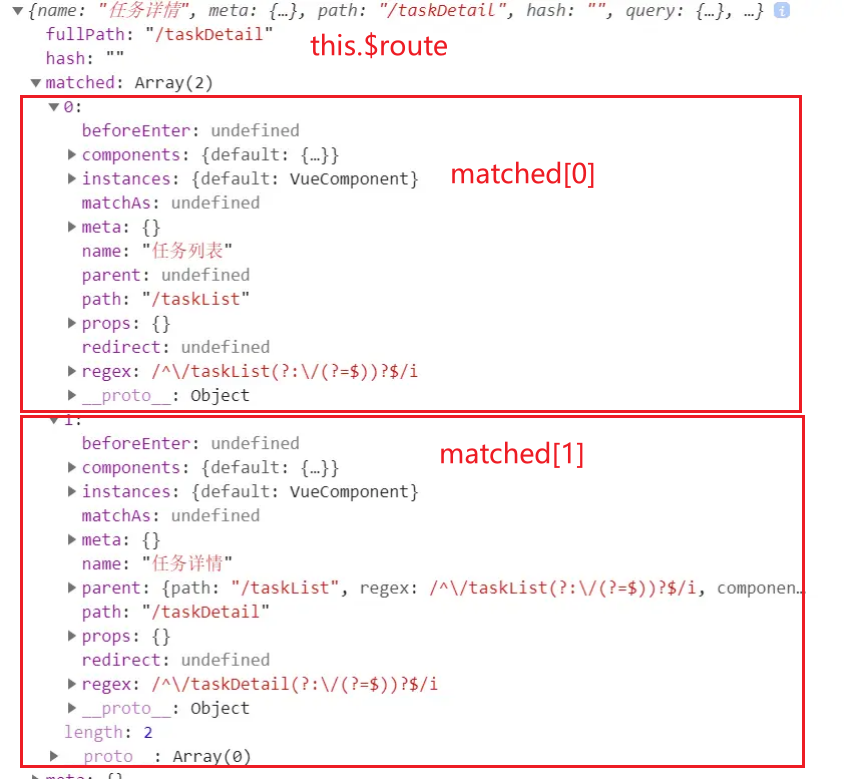 {name: "任务详情", meta: {…}, path: "/taskDetail", hash: "", query: {…}, …} i
fullPath: "/taskDetail"
this.$route
hash: ""
matched: Array(2)
0:
beforeEnter: undefined
components: {default: {…}}
matched[0]
instances: {default: VueComponent}
matchAs: undefined
meta: {}
name: "任务列表"
parent: undefined
path: "/taskList"
props: {}
redirect: undefined
regex: /^\/taskList(?:\/(?=$))?$/i
__proto__: Object
1:
beforeEnter: undefined
matched[1]
components: {default: {…}}
instances: {default: VueComponent}
matchAs: undefined
meta: {}
name: "任务详情"
parent: {path: "/taskList", regex: /^\/taskList(?:\/(?=$))?$/i, componen…
path: "/taskDetail"
props: {}
redirect: undefined
regex: /^\/taskDetail(?:\/(?=$))?$/i
__proto__: Object
length: 2
__proto__: Array(0)
meta: {}